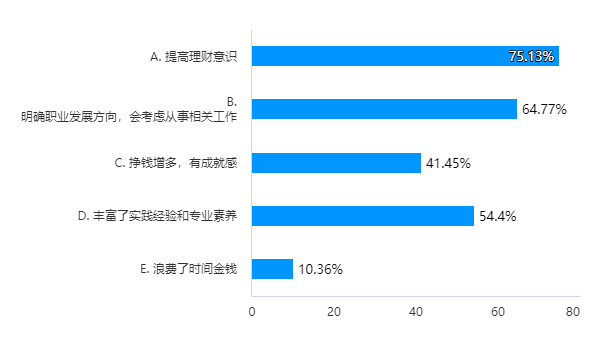 A. 提高理财意识
75.13%
B.
明确职业发展方向，会考虑从事相关工作
64.77%
C. 挣钱增多，有成就感
41.45%
D. 丰富了实践经验和专业素养
54.4%
E. 浪费了时间金钱
10.36%
0 20 40 60 80